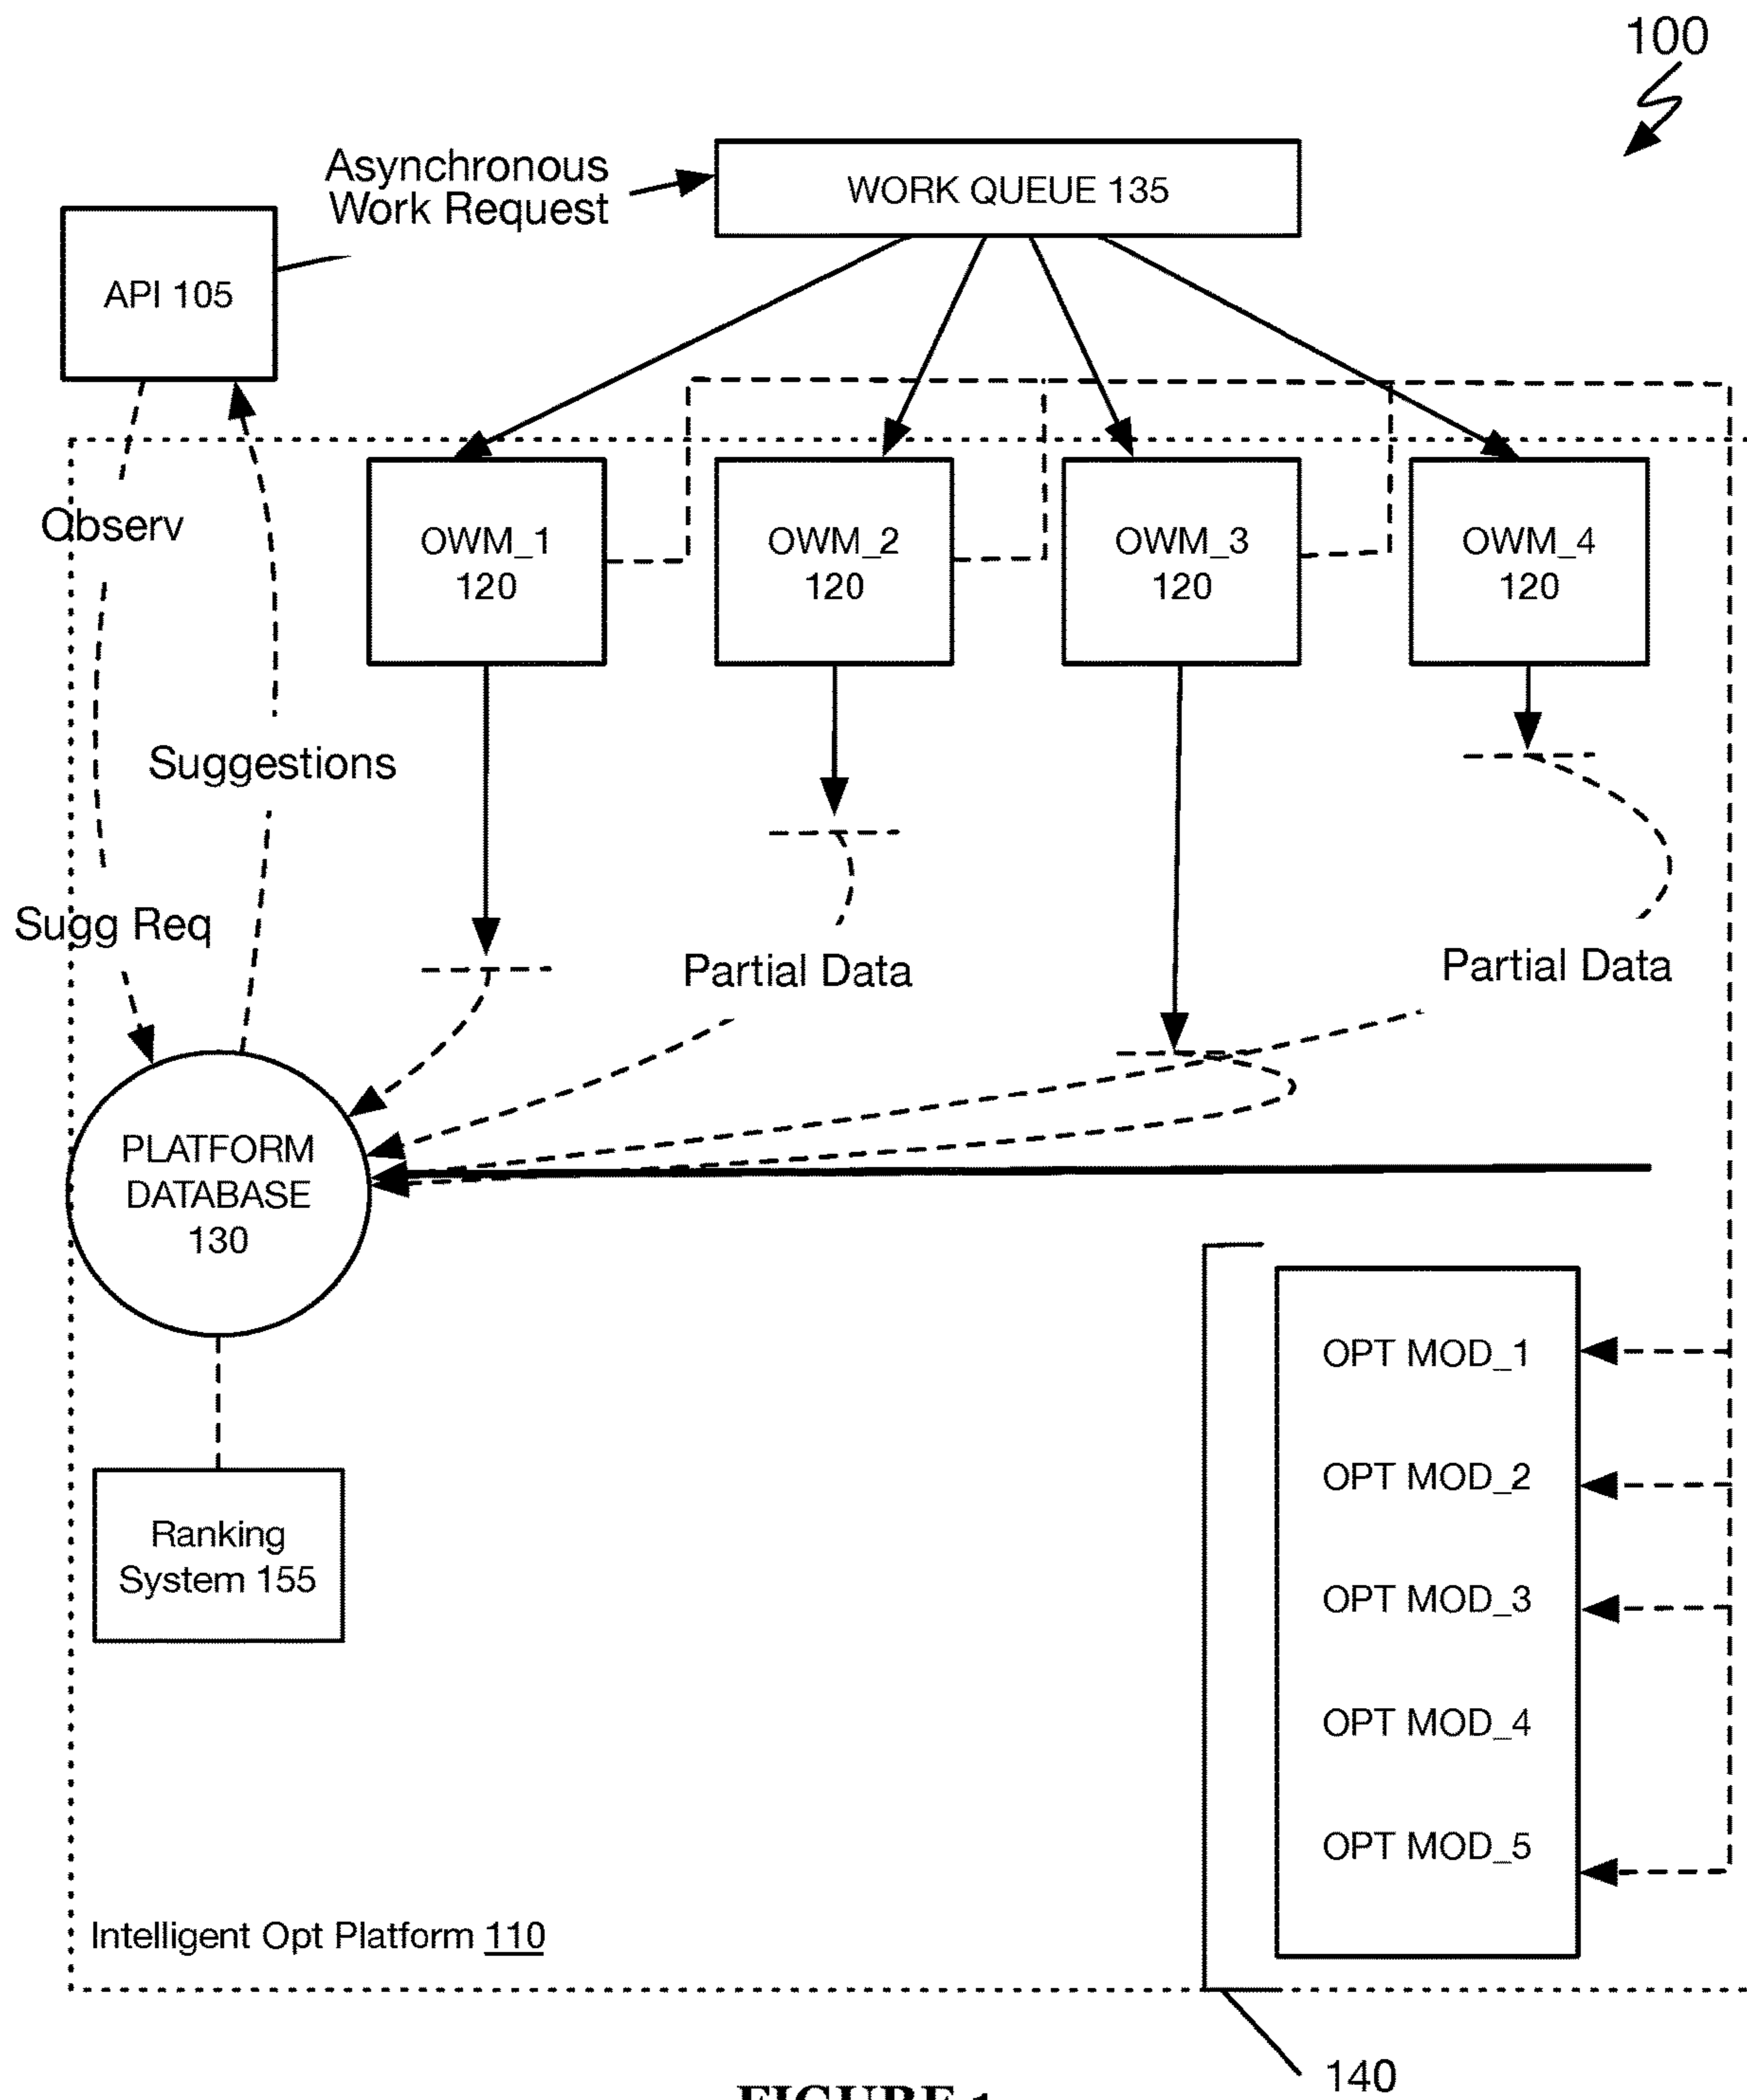 100
Asynchronous
Work Request
WORK QUEUE 135
API 105
Observ
OWM_1
120
OWM_2
120
OWM_3
120
OWM_4
120
Suggestions
Sugg Req
Partial Data
Partial Data
PLATFORM
DATABASE
130
OPT MOD_1
OPT MOD_2
OPT MOD_3
OPT MOD_4
OPT MOD_5
Ranking
System 155
Intelligent Opt Platform 110
140
FIGURE 1